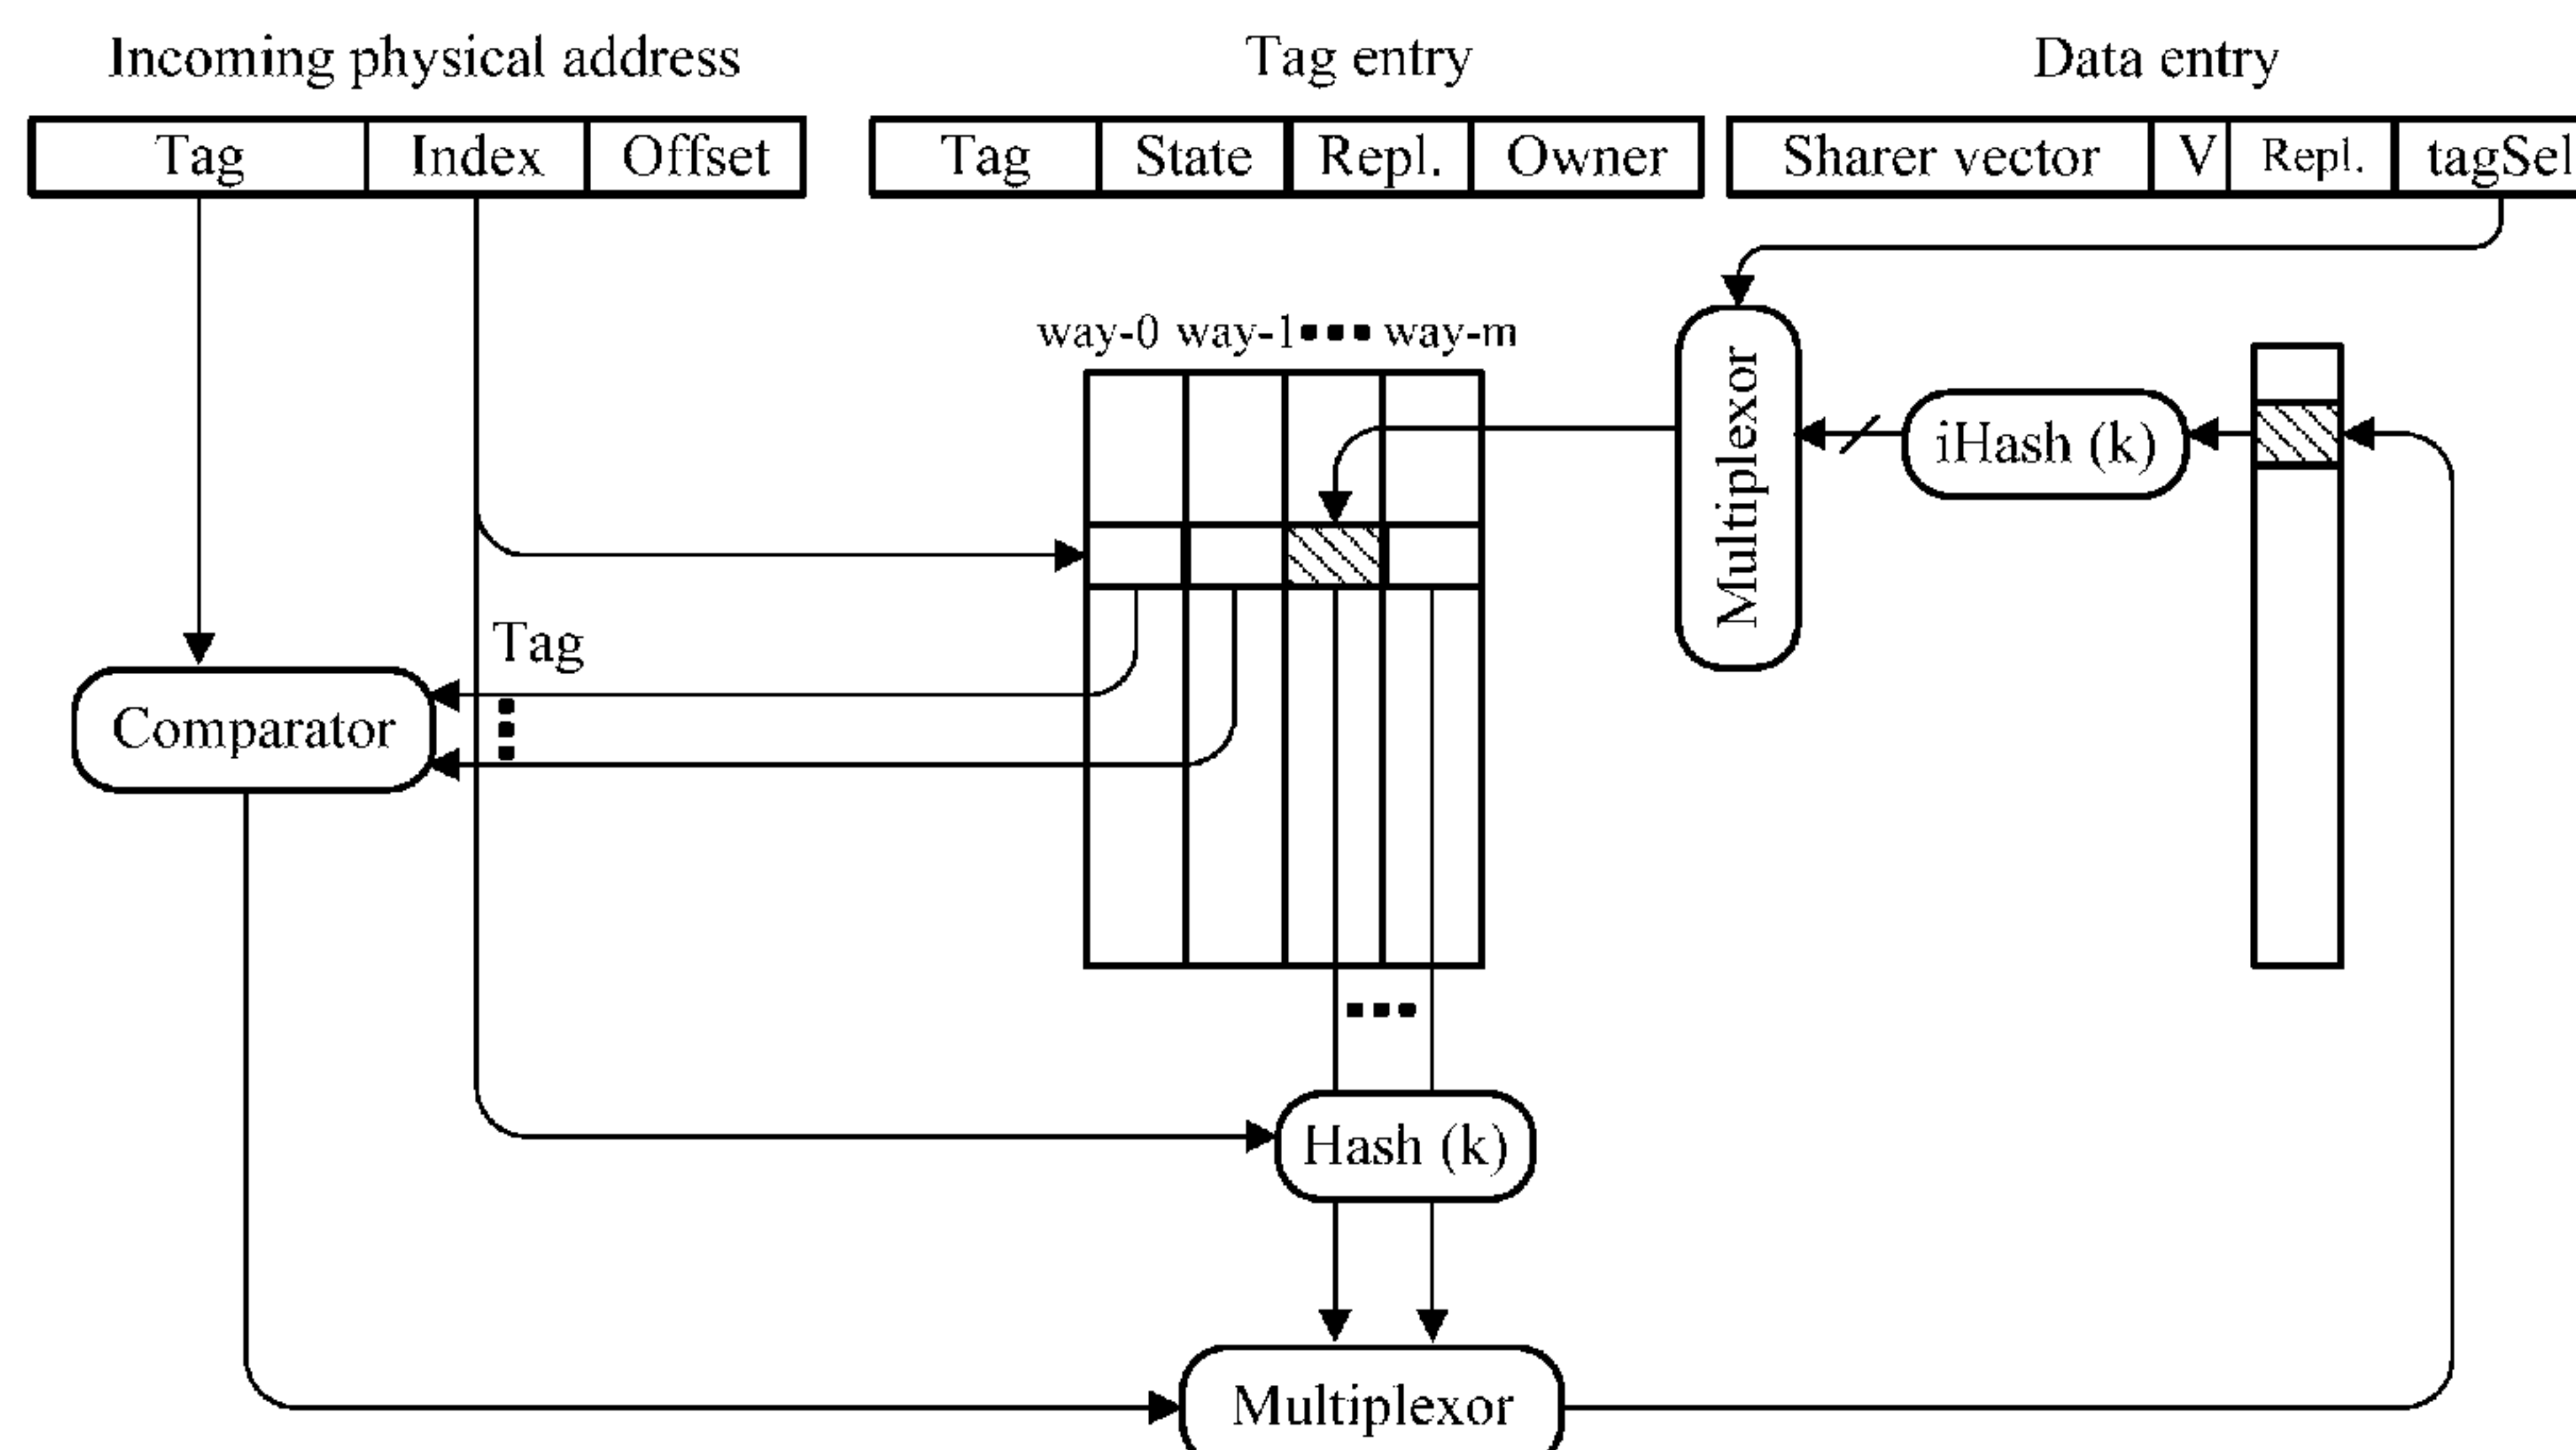 Incoming physical address Tag entry Data entry
Tag Index Offset Tag State Repl. Owner Sharer vector V Repl. tagSel
way-0 way-1 way-m
Multiplexor
iHash (k)
Tag
Comparator
Hash (k)
Multiplexor